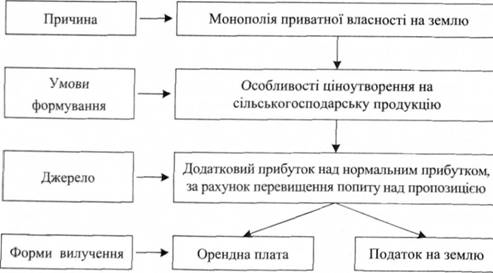 Причина
Монополія приватної власності на землю
Умови
формування
Особливості ціноутворення на
сільськогосподарську продукцію
Джерело
Додатковий прибуток над нормальним прибутком,
за рахунок перевищення попиту над пропозицією
Форми вилучення
Орендна плата
Податок на землю